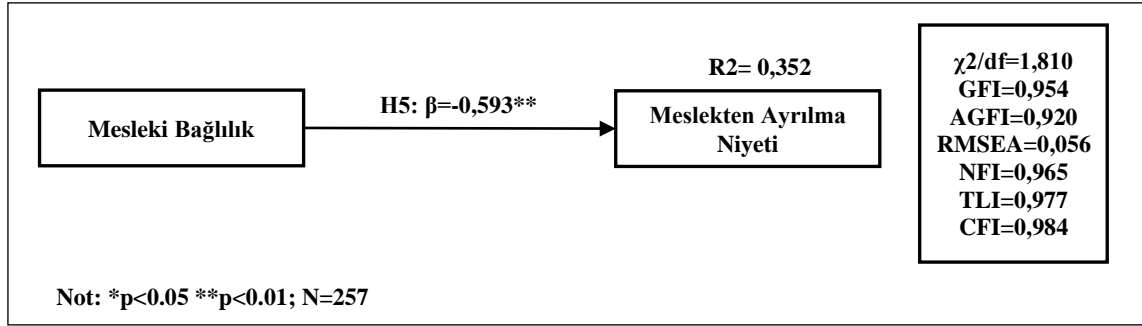 R2= 0,352
H5: β=-0,593**
Mesleki Bağlılık
Meslekten Ayrılma
Niyeti
χ2/df=1,810
GFI=0,954
AGFI=0,920
RMSEA=0,056
NFI=0,965
TLI=0,977
CFI=0,984
Not: *p<0.05 **p<0.01; N=257